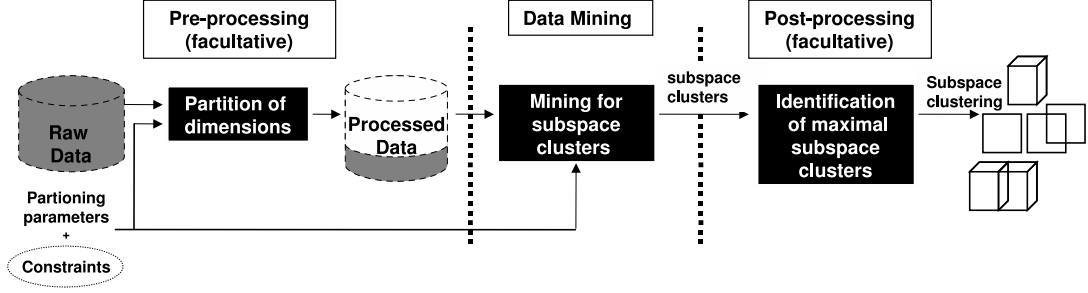 Pre-processing
(facultative)
Data Mining
Post-processing
(facultative)
Raw
Data
Partition of
dimensions
Processed
Data
Mining for
subspace
clusters
subspace
clusters
Identification
of maximal
subspace
clusters
Subspace
clustering
Partioning
parameters
+
Constraints